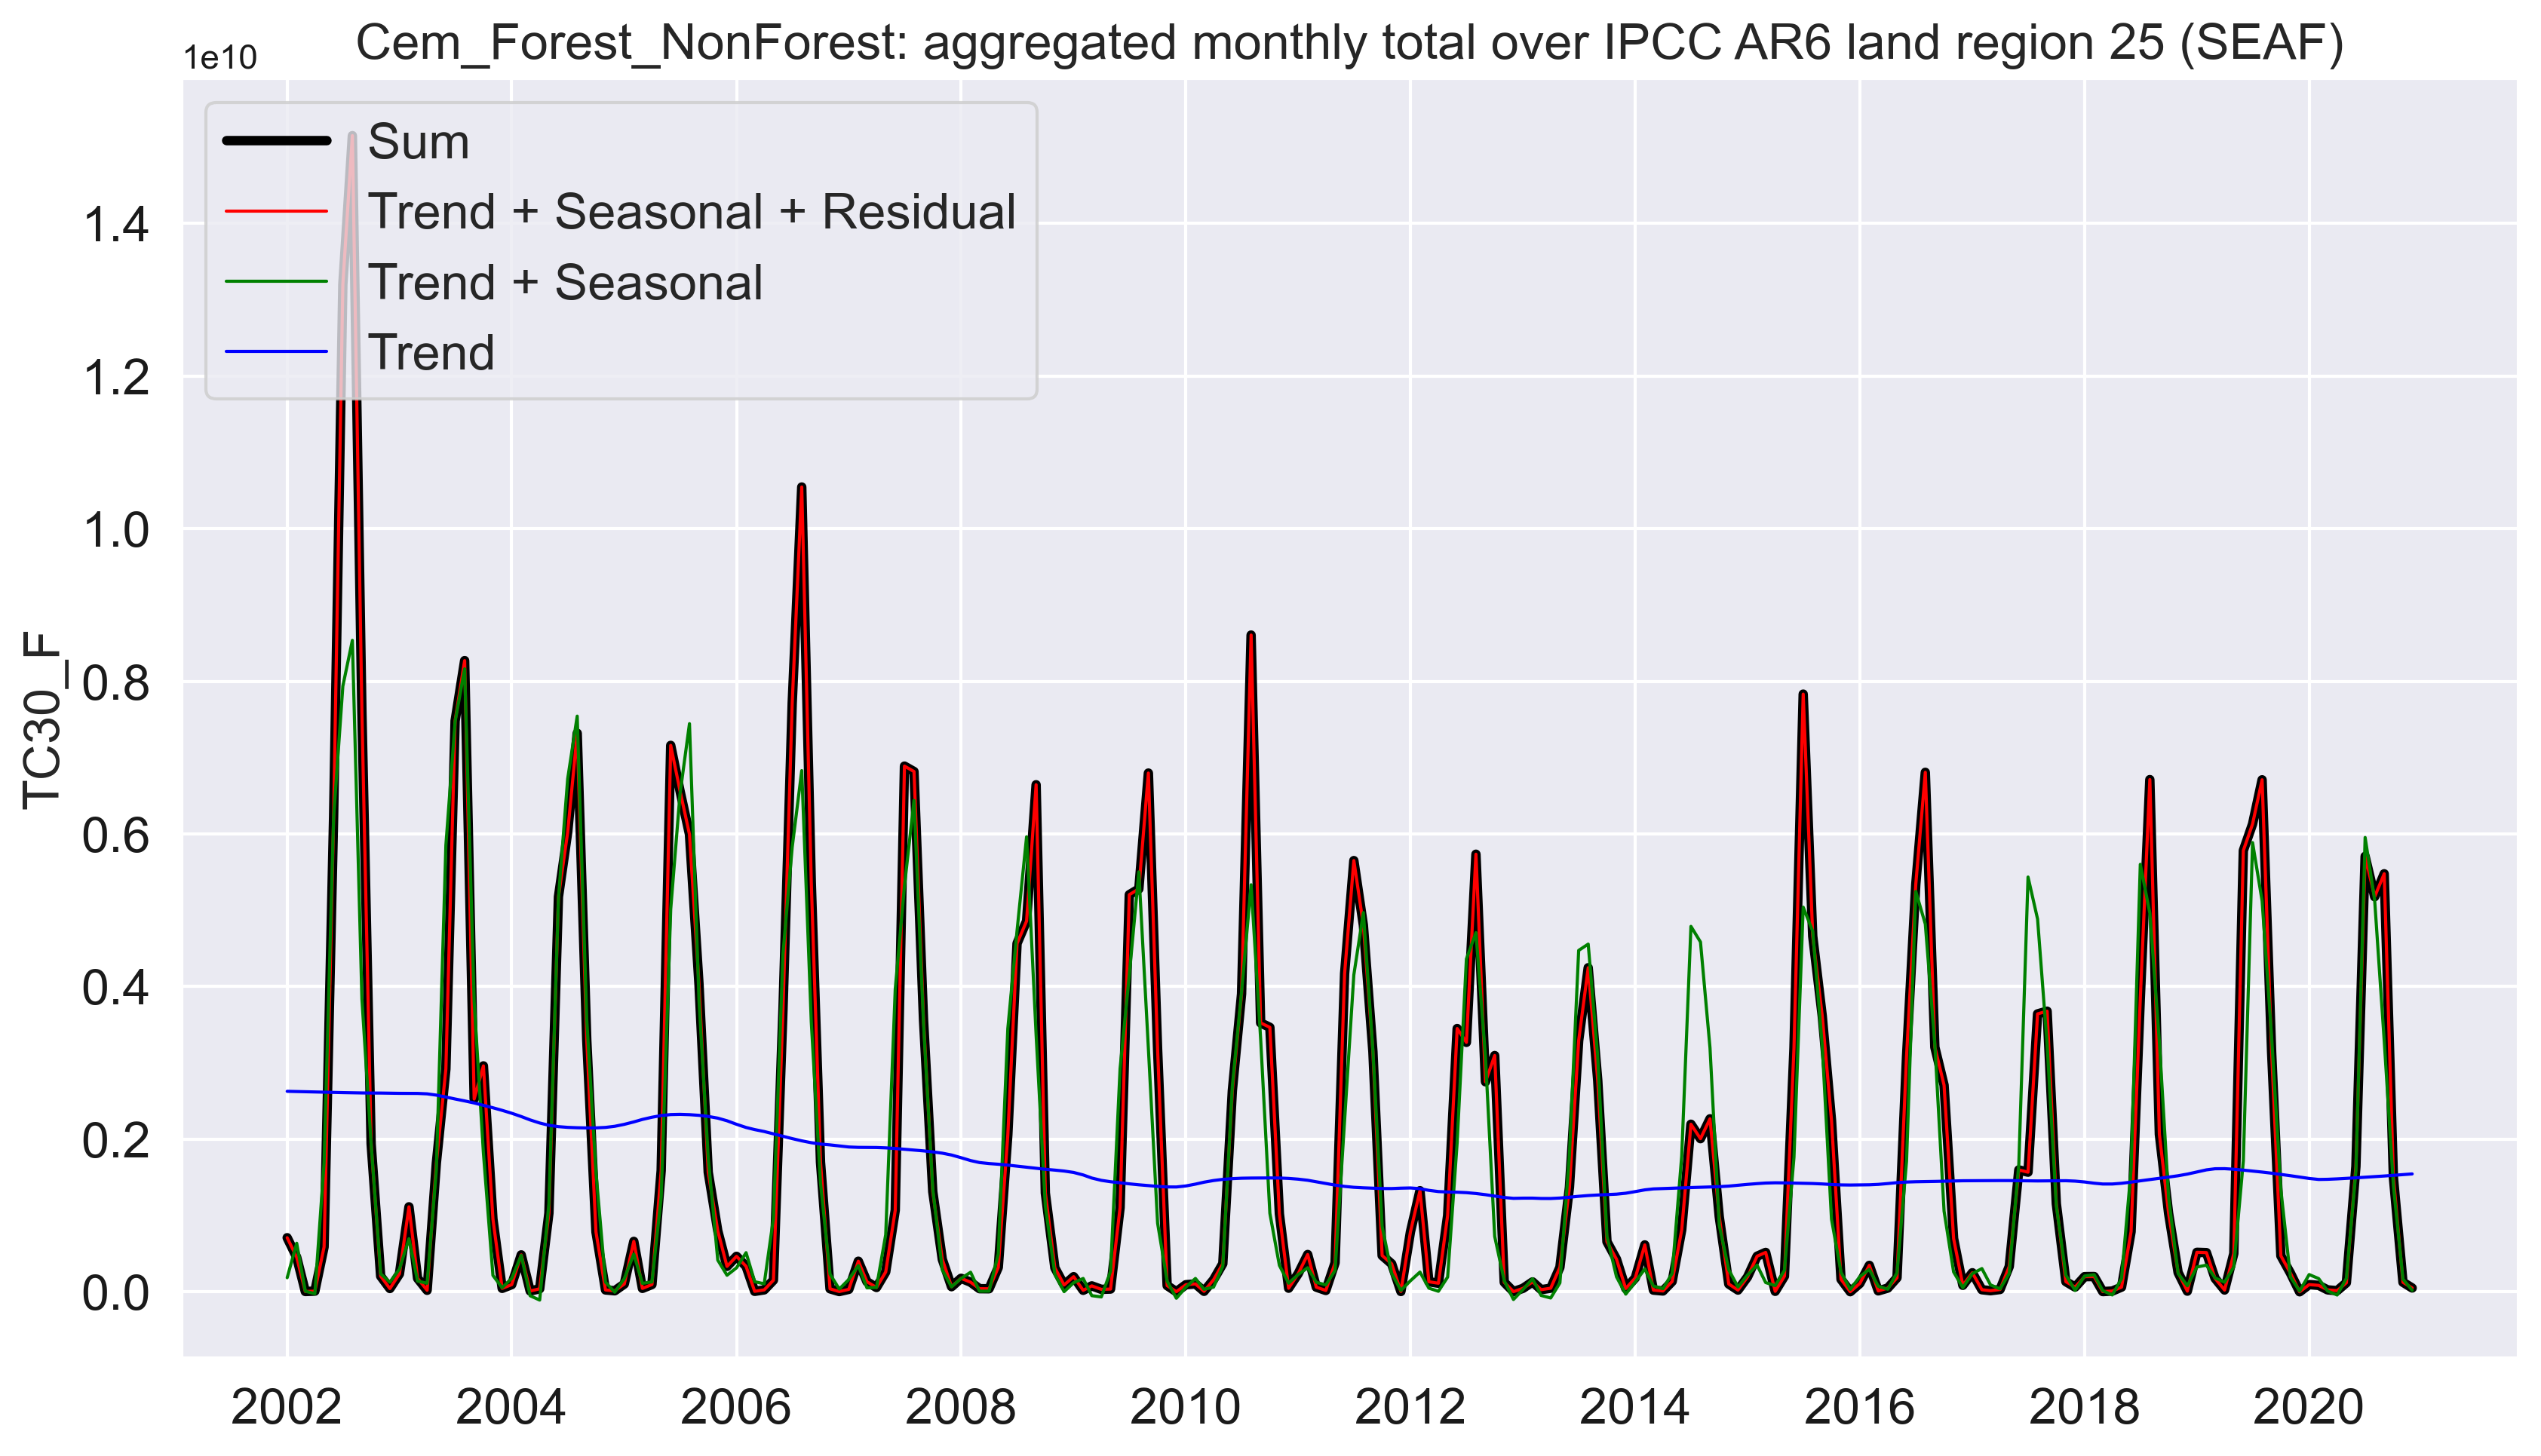 Cem_Forest_NonForest: aggregated monthly total over IPCC AR6 land region 25 (SEAF)
1e10
Sum
Trend + Seasonal + Residual
Trend + Seasonal
Trend
1.4
1.2
1.0
0.8
0.6
0.4
0.2
0.0
TC30_F
2002 2004 2006 2008 2010 2012 2014 2016 2018 2020